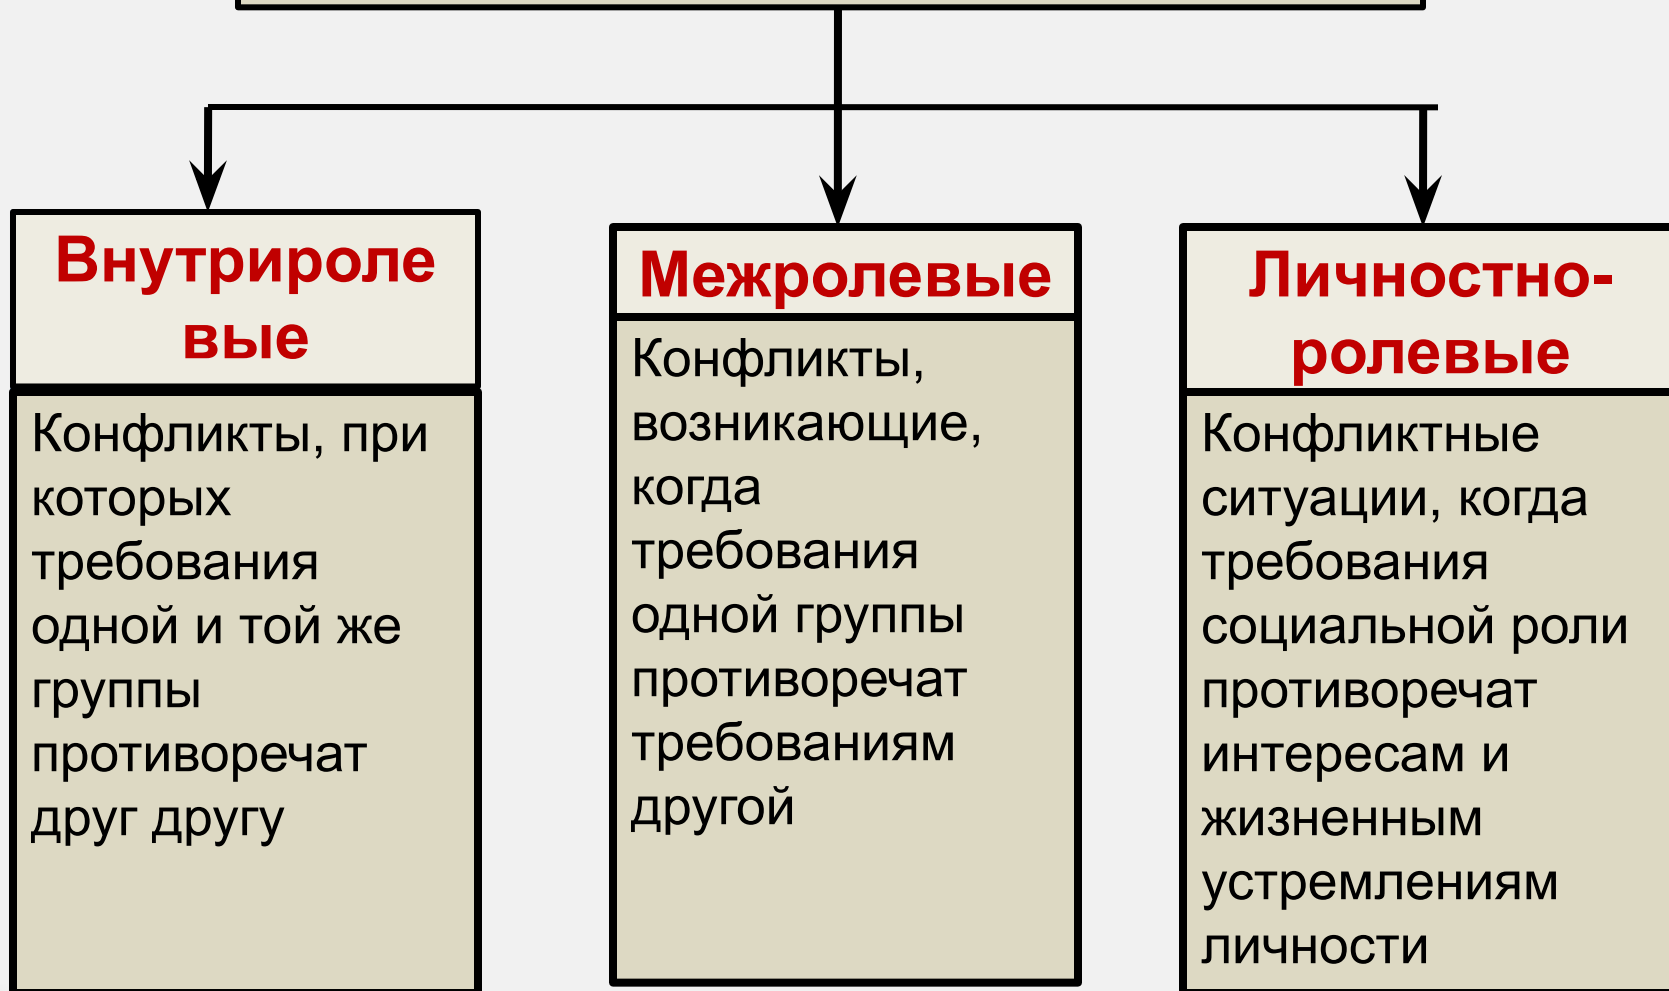 Внутрироле
вые
Конфликты, при
которых
требования
одной и той же
группы
противоречат
друг другу
Межролевые
Конфликты,
возникающие,
когда
требования
одной группы
противоречат
требованиям
другой
Личностно-
ролевые
Конфликтные
ситуации, когда
требования
социальной роли
противоречат
интересам и
жизненным
устремлениям
личности